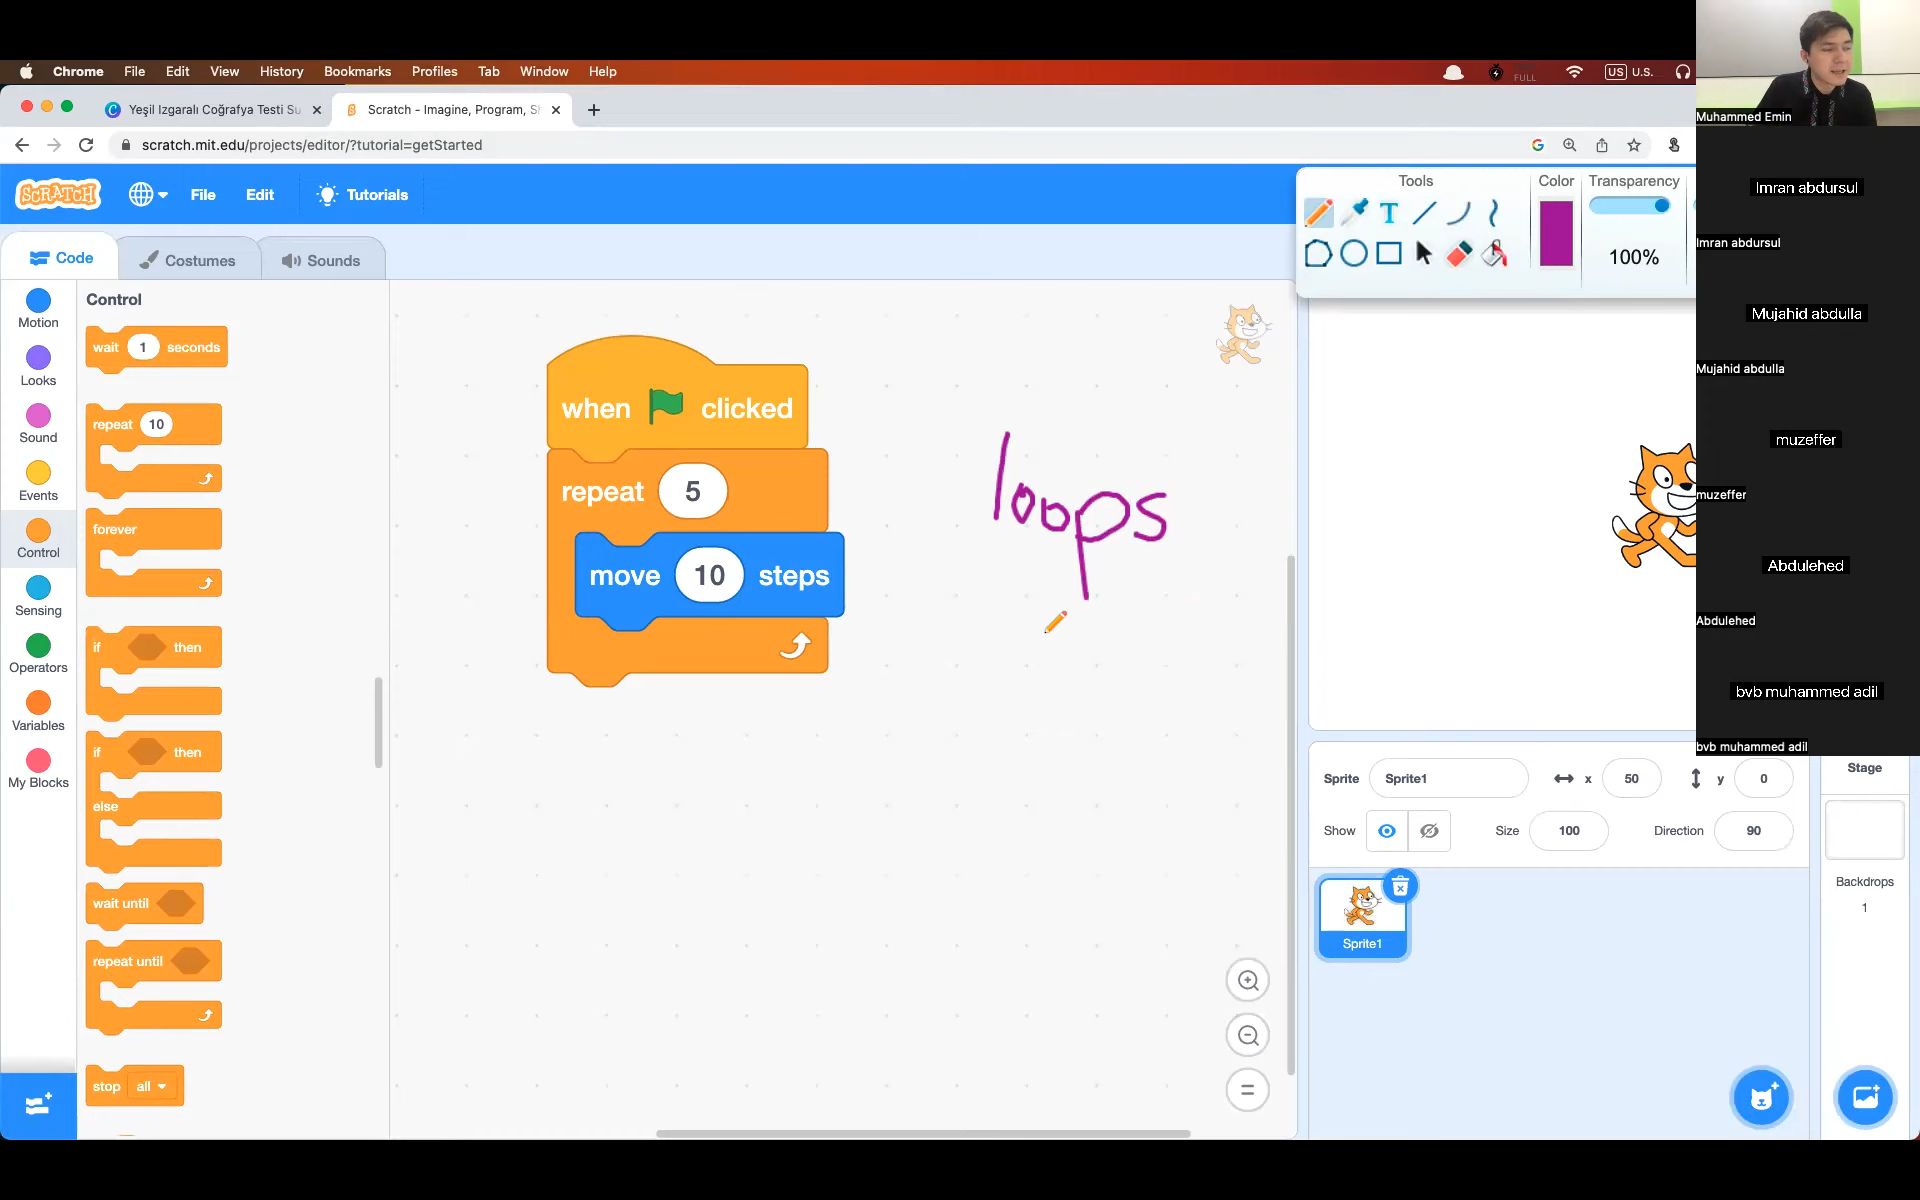 Chrome File Edit View History Bookmarks Profiles Tab Window Help
FULL
US U.S.
Yeşil Izgaralı Coğrafya Testi Su
Scratch - Imagine, Program, Sh
scratch.mit.edu/projects/editor/?tutorial=getStarted
SCRATCH File Edit Tutorials
Tools Color Transparency
100%
Code Costumes Sounds
Motion
Looks
Sound
Events
Control
Sensing
Operators
Variables
My Blocks
Control
wait 1 seconds
repeat 10
forever
if then
if then
else
wait until
repeat until
stop all
when clicked
repeat 5
move 10 steps
loops
Sprite Sprite1 x 50 y 0
Show Size 100 Direction 90
Sprite1
Stage
Backdrops
1
Muhammed Emin
Imran abdursul
Imran abdursul
Mujahid abdulla
Mujahid abdulla
muzeffer
muzeffer
Abdulehed
Abdulehed
bvb muhammed adil
bvb muhammed adil